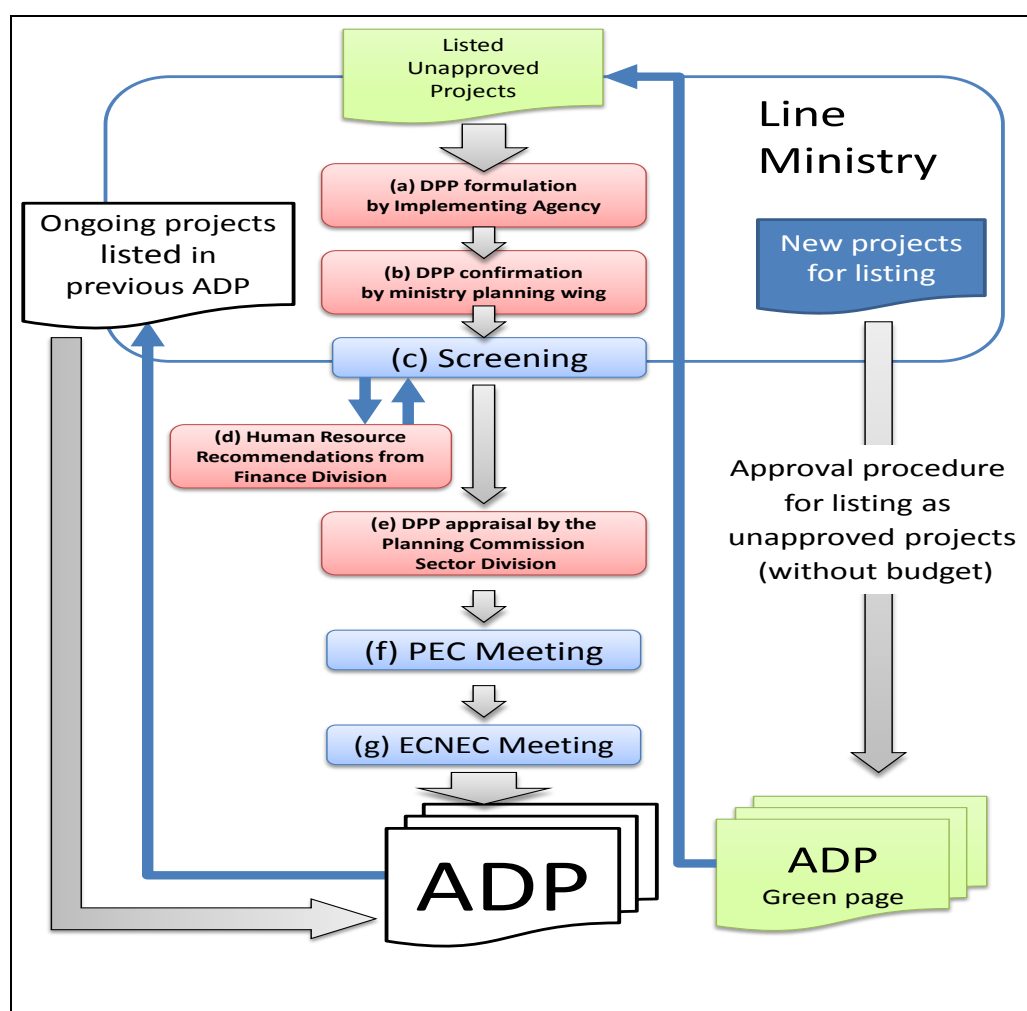 Listed
Unapproved
Projects
Line
Ministry
(a) DPP formulation
by Implementing Agency
Ongoing projects
listed in
previous ADP
New projects
for listing
(b) DPP confirmation
by ministry planning wing
(c) Screening
(d) Human Resource
Recommendations from
Finance Division
Approval procedure
for listing as
unapproved projects
(without budget)
(e) DPP appraisal by the
Planning Commission
Sector Division
(f) PEC Meeting
(g) ECNEC Meeting
ADP
ADP
Green page